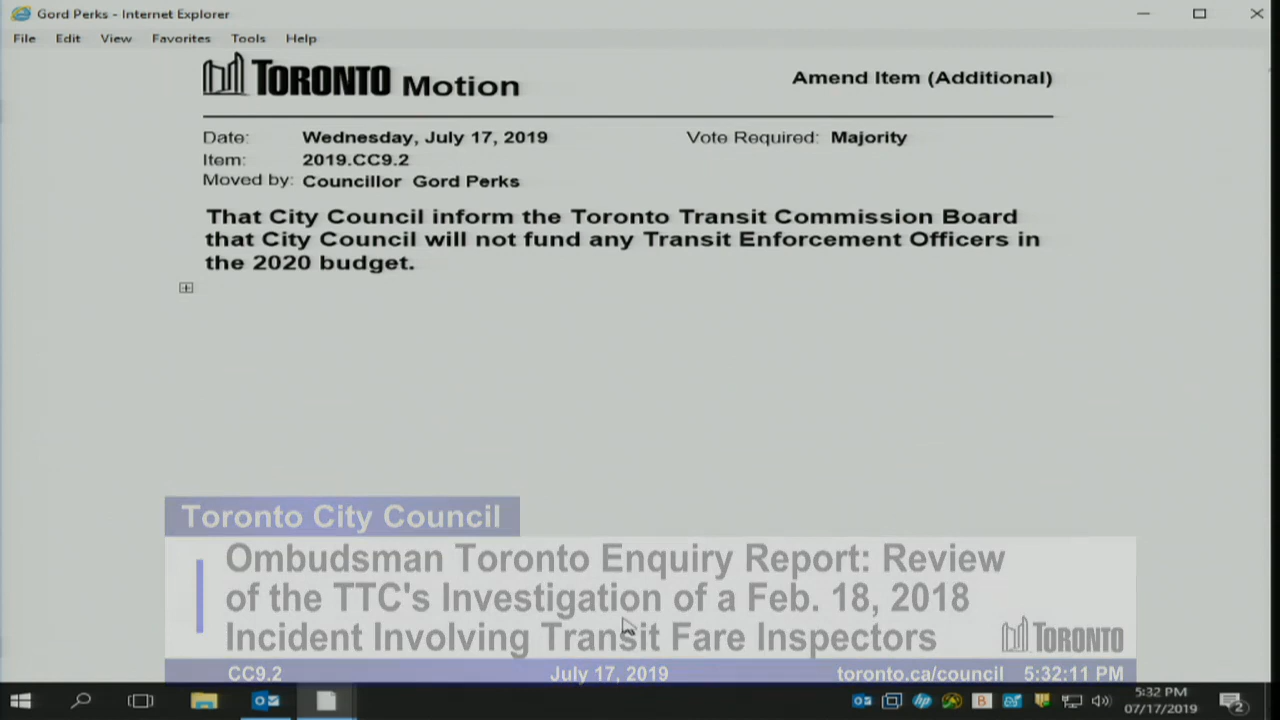 Gord Perks - Internet Explorer
File Edit View Favorites Tools Help
TORONTO Motion
Amend Item (Additional)
Date: Wednesday, July 17, 2019
Vote Required: Majority
Item: 2019.CC9.2
Moved by: Councillor Gord Perks
That City Council inform the Toronto Transit Commission Board
that City Council will not fund any Transit Enforcement Officers in
the 2020 budget.
Toronto City Council
Ombudsman Toronto Enquiry Report: Review
of the TTC's Investigation of a Feb. 18, 2018
Incident Involving Transit Fare Inspectors
TORONTO
CC9.2 July 17, 2019 toronto.ca/council 5:32:11 PM
5:32 PM
07/17/2019
2